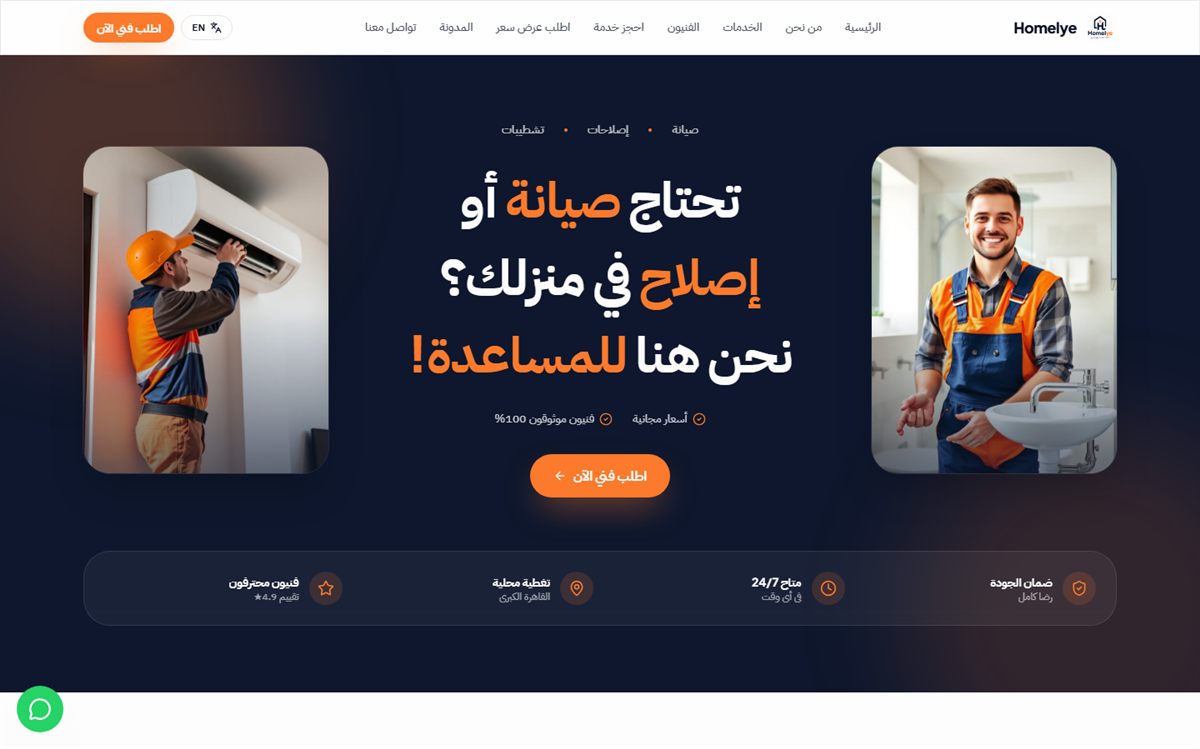 Homelye
Homelye
الرئيسية
من نحن
الخدمات
الفنيون
احجز خدمة
اطلب عرض سعر
المدونة
تواصل معنا
EN
اطلب فني الآن
صيانة • إصلاحات • تشطيبات
تحتاج صيانة أو
إصلاح في منزلك؟
نحن هنا للمساعدة!
أسعار مجانية
فنيون موثوقون 100%
اطلب فني الآن ←
ضمان الجودة
رضا كامل
متاح 24/7
في أي وقت
تغطية محلية
القاهرة الكبرى
فنيون محترفون
تقييم 4.9★